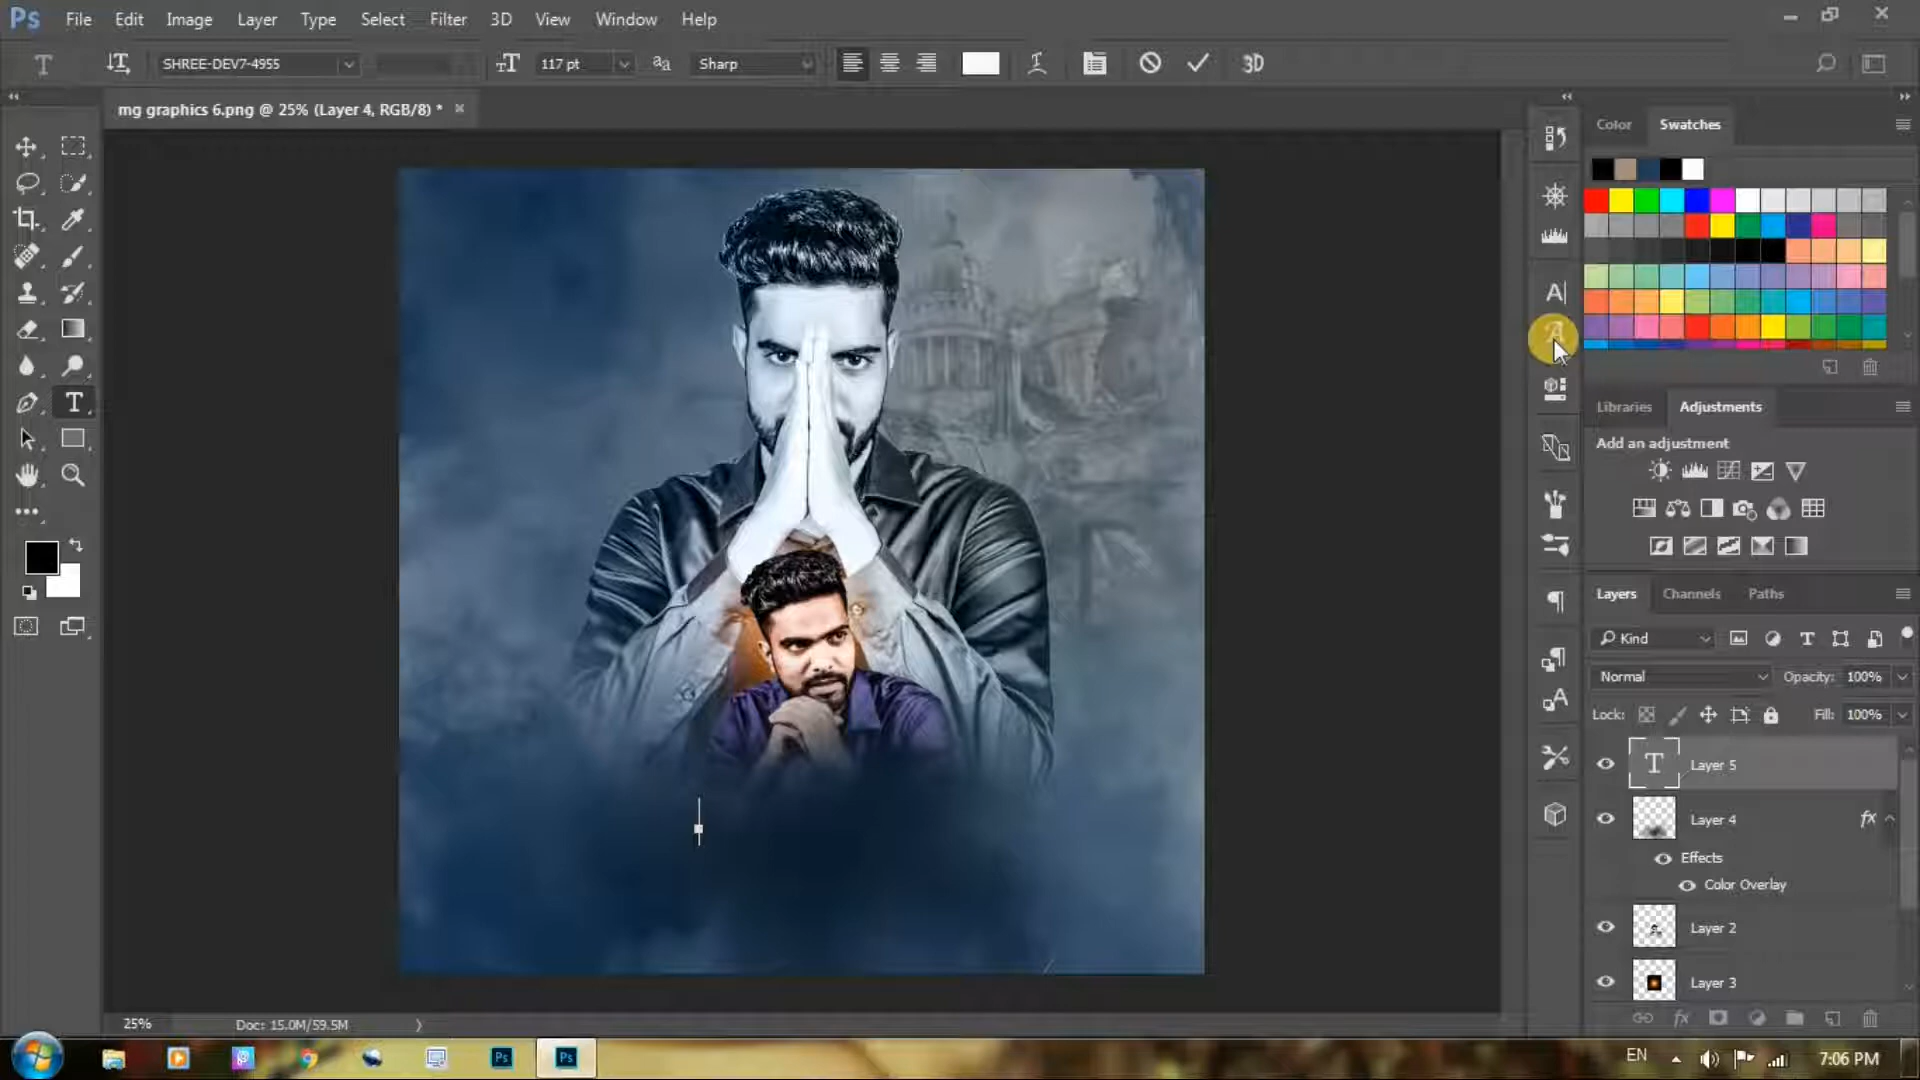 Ps File Edit Image Layer Type Select Filter 3D View Window Help
SHREE-DEV7-4955 117 pt Sharp 3D
mg graphics 6.png @ 25% (Layer 4, RGB/8) *
Color Swatches
Libraries Adjustments
Add an adjustment
Layers Channels Paths
Kind
Normal Opacity: 100%
Lock: Fill: 100%
Layer 5
Layer 4 fx
Effects
Color Overlay
Layer 2
Layer 3
25% Doc: 15.0M/59.5M
Ps Ps EN 7:06 PM